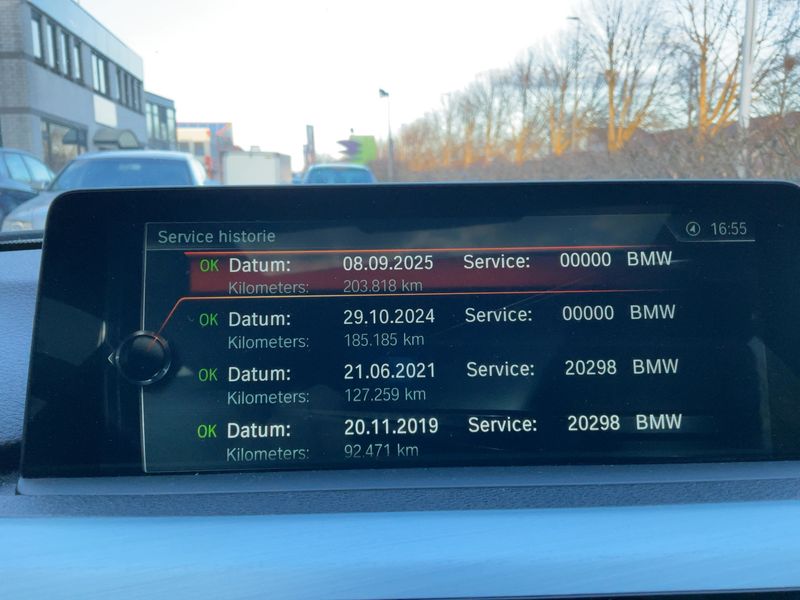 Service historie 16:55
OK Datum: 08.09.2025 Service: 00000 BMW
Kilometers: 203.818 km
OK Datum: 29.10.2024 Service: 00000 BMW
Kilometers: 185.185 km
OK Datum: 21.06.2021 Service: 20298 BMW
Kilometers: 127.259 km
OK Datum: 20.11.2019 Service: 20298 BMW
Kilometers: 92.471 km